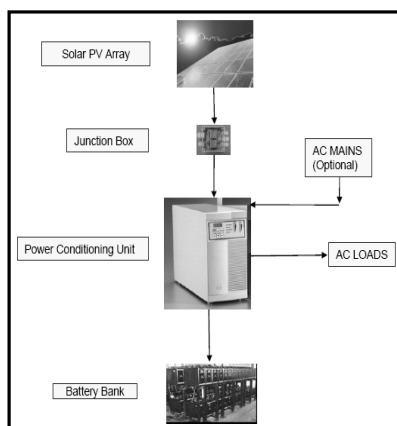 Solar PV Array
Junction Box
AC MAINS
(Optional)
Power Conditioning Unit
AC LOADS
Battery Bank